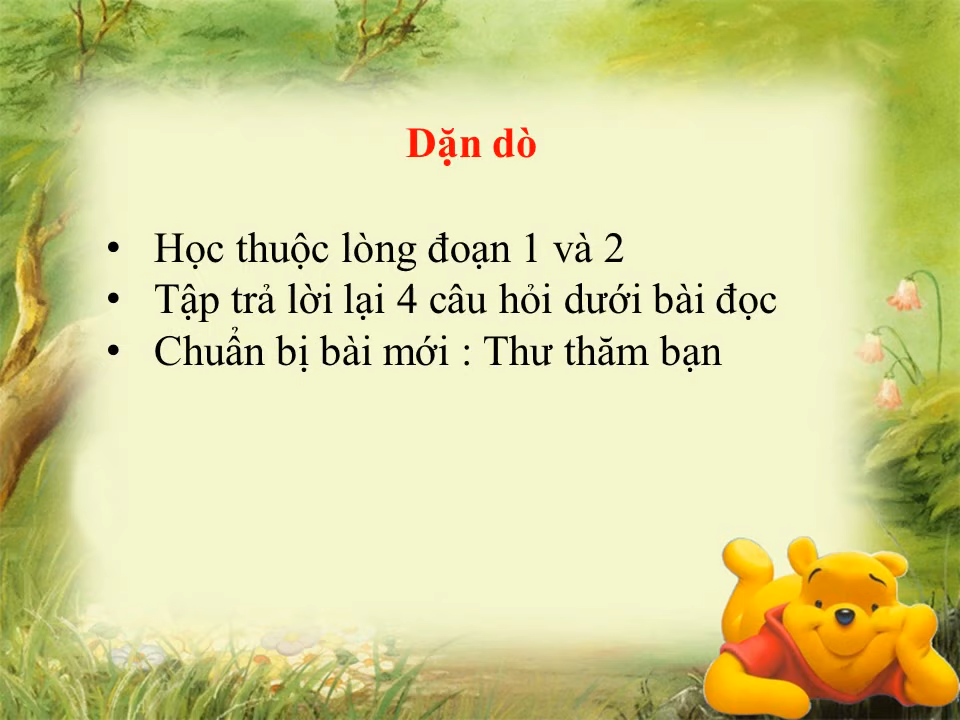 Dặn dò
• Học thuộc lòng đoạn 1 và 2
• Tập trả lời lại 4 câu hỏi dưới bài đọc
• Chuẩn bị bài mới : Thư thăm bạn